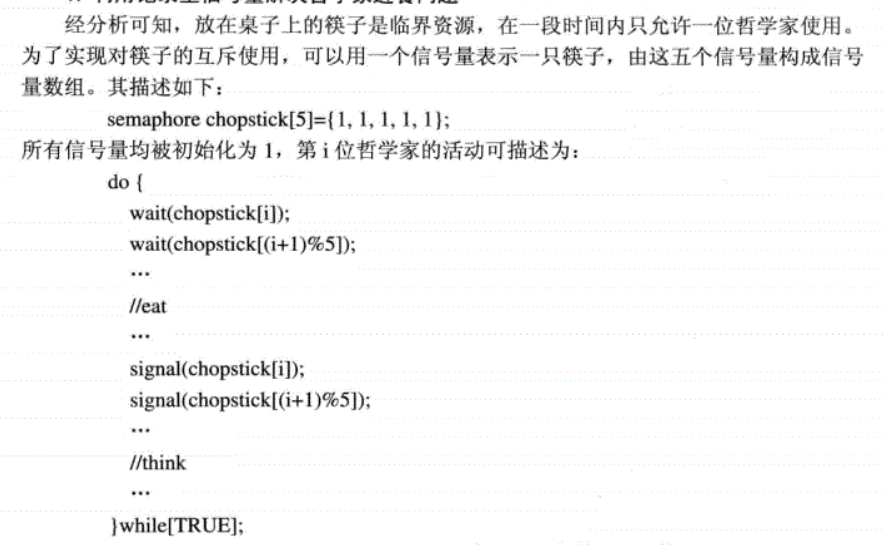 经分析可知，放在桌子上的筷子是临界资源，在一段时间内只允许一位哲学家使用。
为了实现对筷子的互斥使用，可以用一个信号量表示一只筷子，由这五个信号量构成信号
量数组。其描述如下：
semaphore chopstick[5]={1, 1, 1, 1, 1};
所有信号量均被初始化为 1，第 i 位哲学家的活动可描述为：
do {
wait(chopstick[i]);
wait(chopstick[(i+1)%5]);
…
//eat
…
signal(chopstick[i]);
signal(chopstick[(i+1)%5]);
…
//think
…
}while[TRUE];